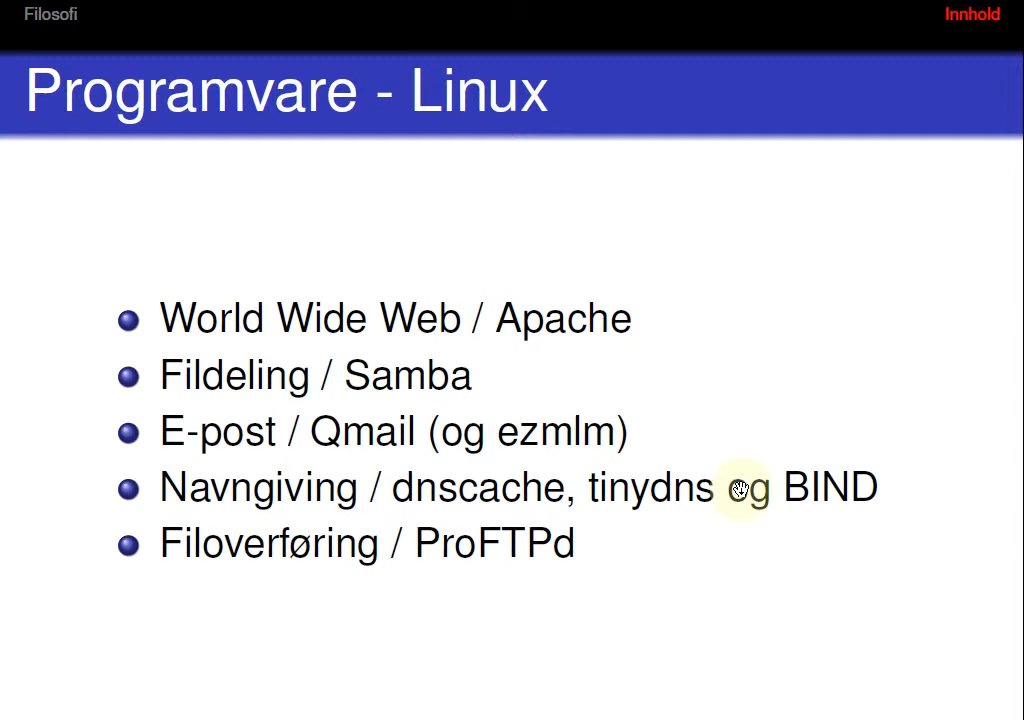 Filosofi
Innhold
Programvare - Linux
World Wide Web / Apache
Fildeling / Samba
E-post / Qmail (og ezmlm)
Navngiving / dnscache, tinydns og BIND
Filoverføring / ProFTPd